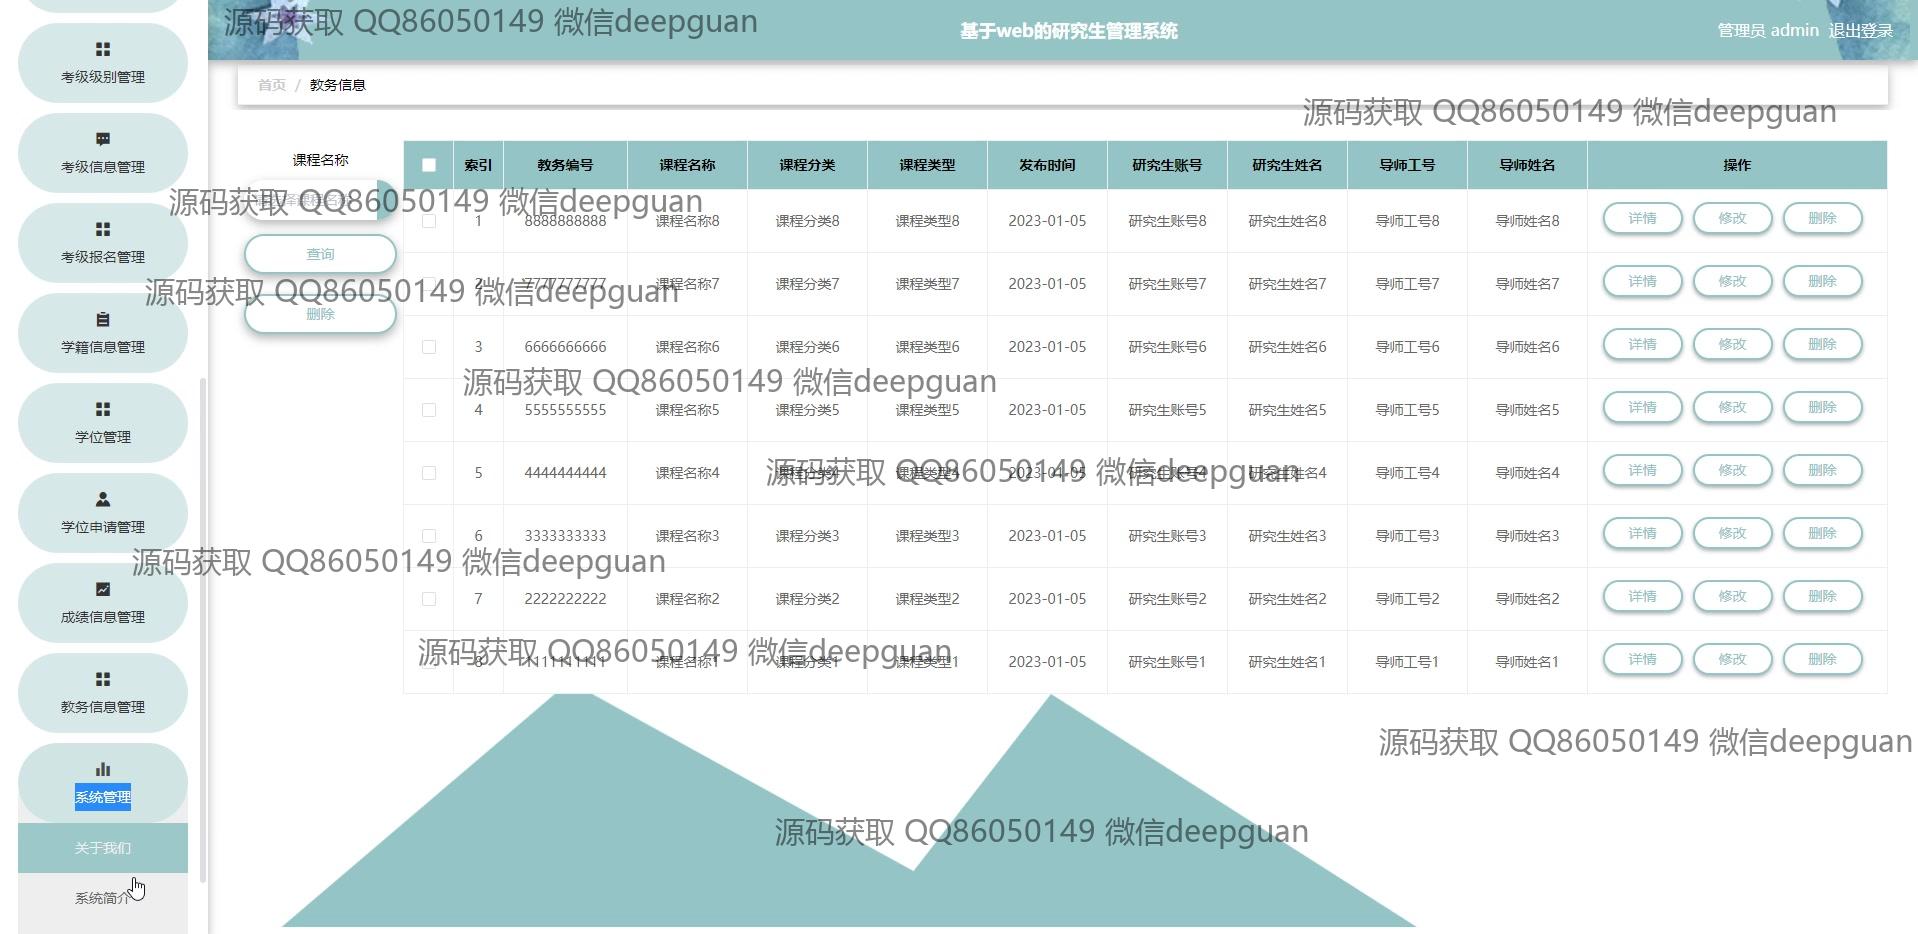 源码获取 QQ86050149 微信deepguan
基于web的研究生管理系统
管理员 admin 退出登录
考级级别管理
考级信息管理
考级报名管理
学籍信息管理
学位管理
学位申请管理
成绩信息管理
教务信息管理
系统管理
关于我们
系统简介
首页 / 教务信息
源码获取 QQ86050149 微信deepguan
课程名称
源码获取 QQ86050149 微信deepguan
查询
源码获取 QQ86050149 微信deepguan
删除
索引 教务编号 课程名称 课程分类 课程类型 发布时间 研究生账号 研究生姓名 导师工号 导师姓名 操作
1 8888888888 课程名称8 课程分类8 课程类型8 2023-01-05 研究生账号8 研究生姓名8 导师工号8 导师姓名8 详情 修改 删除
2 7777777777 课程名称7 课程分类7 课程类型7 2023-01-05 研究生账号7 研究生姓名7 导师工号7 导师姓名7 详情 修改 删除
3 6666666666 课程名称6 课程分类6 课程类型6 2023-01-05 研究生账号6 研究生姓名6 导师工号6 导师姓名6 详情 修改 删除
源码获取 QQ86050149 微信deepguan
4 5555555555 课程名称5 课程分类5 课程类型5 2023-01-05 研究生账号5 研究生姓名5 导师工号5 导师姓名5 详情 修改 删除
5 4444444444 课程名称4 课程分类4 课程类型4 2023-01-05 研究生账号4 研究生姓名4 导师工号4 导师姓名4 详情 修改 删除
源码获取 QQ86050149 微信deepguan
6 3333333333 课程名称3 课程分类3 课程类型3 2023-01-05 研究生账号3 研究生姓名3 导师工号3 导师姓名3 详情 修改 删除
源码获取 QQ86050149 微信deepguan
7 2222222222 课程名称2 课程分类2 课程类型2 2023-01-05 研究生账号2 研究生姓名2 导师工号2 导师姓名2 详情 修改 删除
8 1111111111 课程名称1 课程分类1 课程类型1 2023-01-05 研究生账号1 研究生姓名1 导师工号1 导师姓名1 详情 修改 删除
源码获取 QQ86050149 微信deepguan
源码获取 QQ86050149 微信deepguan
源码获取 QQ86050149 微信deepguan